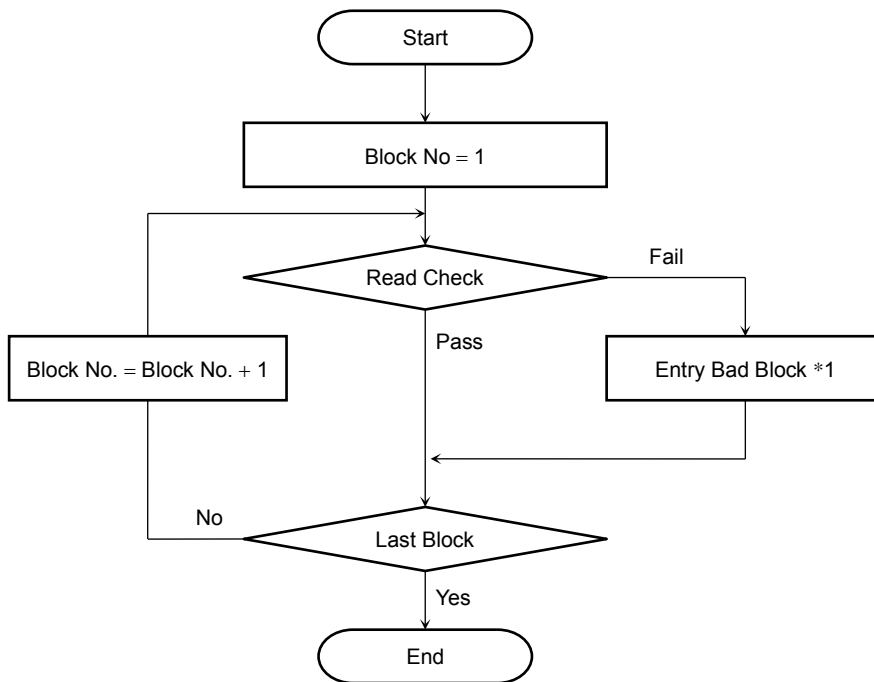 Start
Block No = 1
Read Check
Fail
Pass
Block No. = Block No. + 1
Entry Bad Block *1
No
Last Block
Yes
End